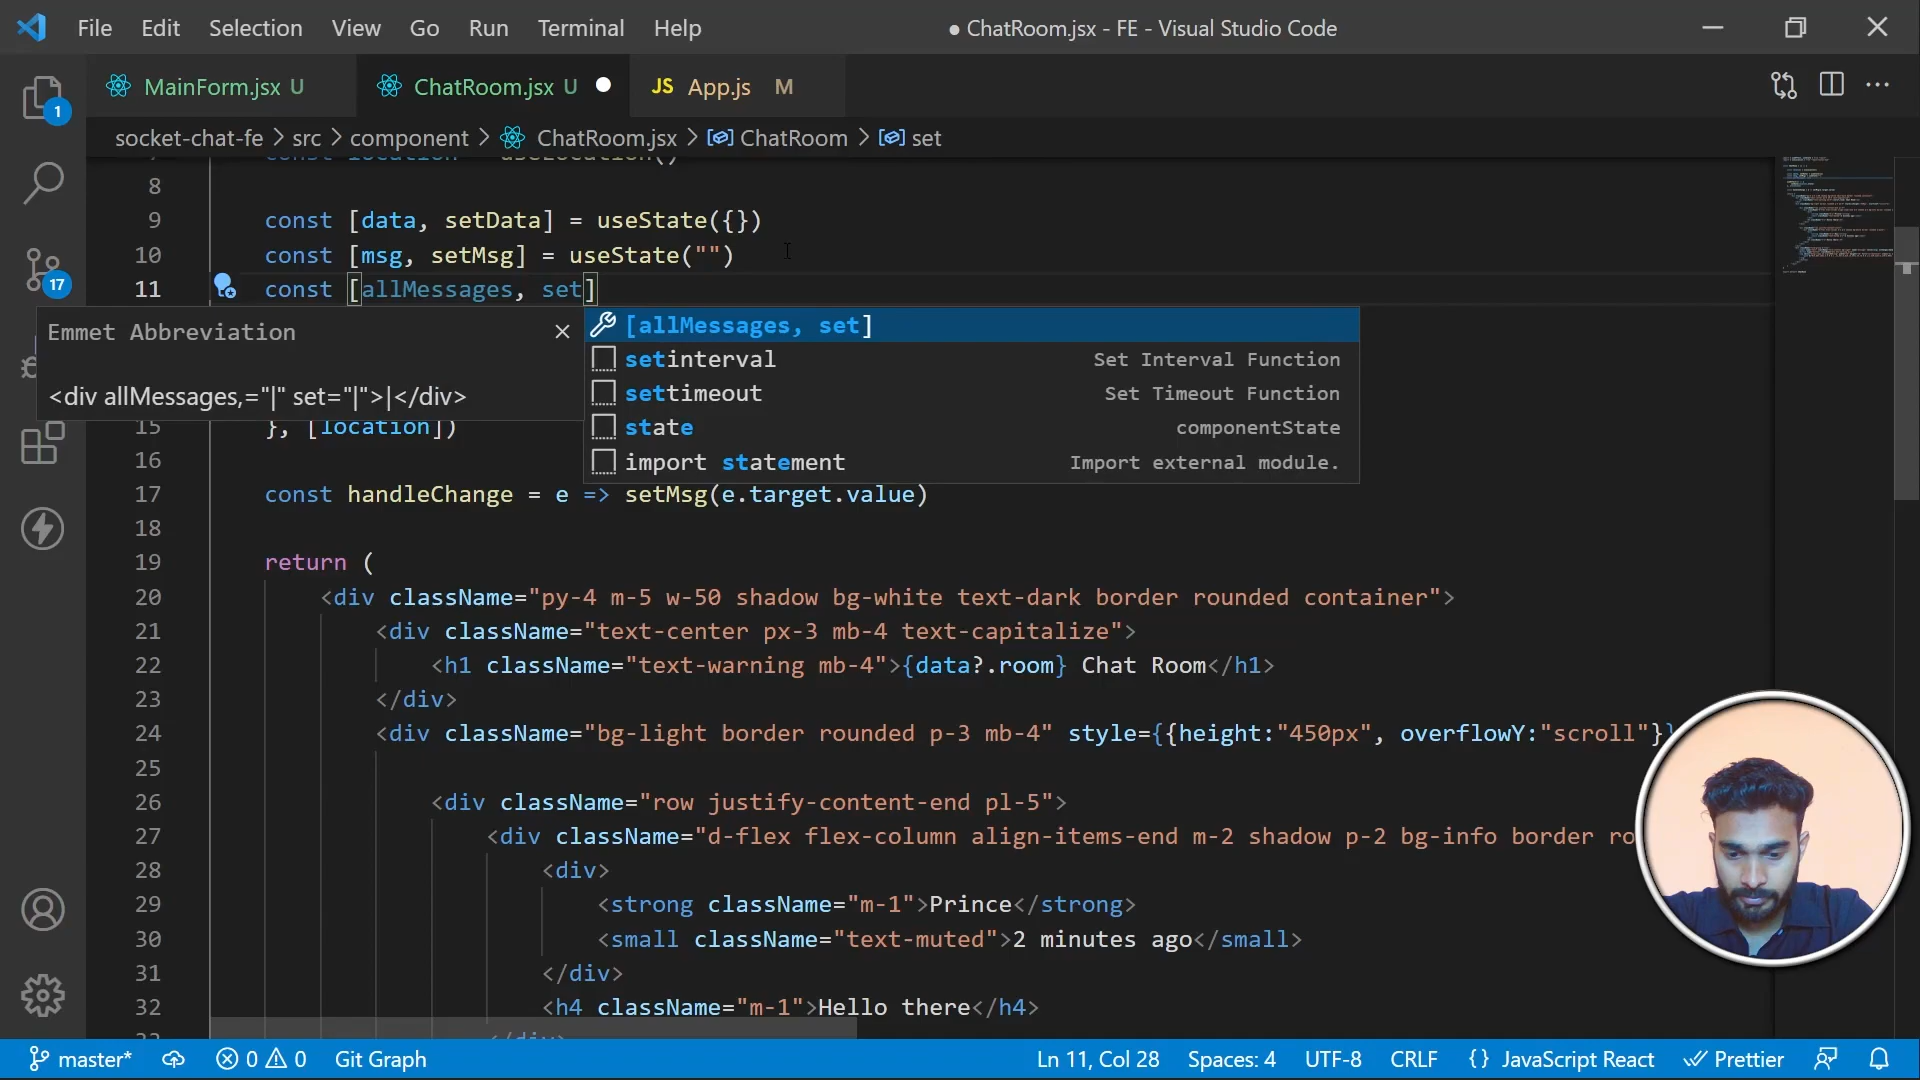 File Edit Selection View Go Run Terminal Help
● ChatRoom.jsx - FE - Visual Studio Code
MainForm.jsx U
ChatRoom.jsx U
JS App.js M
1
socket-chat-fe > src > component > ChatRoom.jsx > ChatRoom > set
const location = useLocation()
8
9 const [data, setData] = useState({})
10 const [msg, setMsg] = useState("")
11 const [allMessages, set]
17
Emmet Abbreviation
<div allMessages,="|" set="|">|</div>
[allMessages, set]
setinterval Set Interval Function
settimeout Set Timeout Function
state componentState
import statement Import external module.
15 }, [location])
16
17 const handleChange = e => setMsg(e.target.value)
18
19 return (
20 <div className="py-4 m-5 w-50 shadow bg-white text-dark border rounded container">
21 <div className="text-center px-3 mb-4 text-capitalize">
22 <h1 className="text-warning mb-4">{data?.room} Chat Room</h1>
23 </div>
24 <div className="bg-light border rounded p-3 mb-4" style={{height:"450px", overflowY:"scroll"}}
25
26 <div className="row justify-content-end pl-5">
27 <div className="d-flex flex-column align-items-end m-2 shadow p-2 bg-info border ro
28 <div>
29 <strong className="m-1">Prince</strong>
30 <small className="text-muted">2 minutes ago</small>
31 </div>
32 <h4 className="m-1">Hello there</h4>
33 </div>
master* 0 0 Git Graph
Ln 11, Col 28 Spaces: 4 UTF-8 CRLF {} JavaScript React Prettier